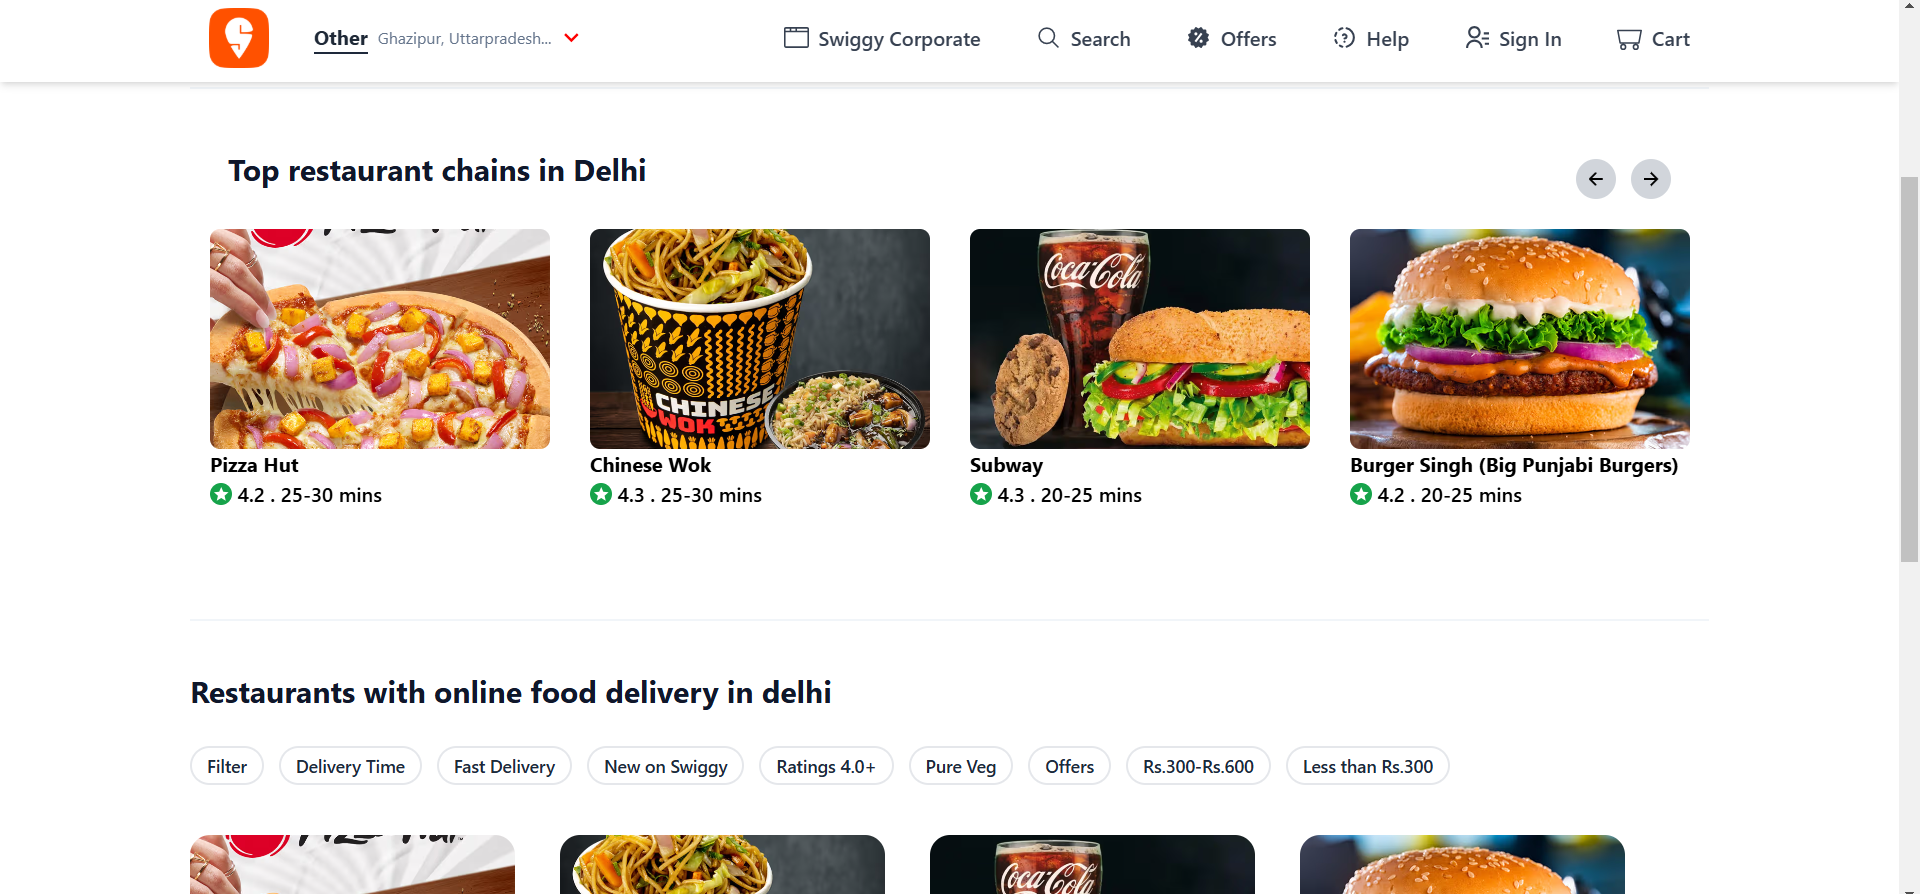 Other Ghazipur, Uttarpradesh... Swiggy Corporate Search Offers Help Sign In Cart
Top restaurant chains in Delhi
Coca-Cola
CHINESE
WOK
Pizza Hut
4.2 . 25-30 mins
Chinese Wok
4.3 . 25-30 mins
Subway
4.3 . 20-25 mins
Burger Singh (Big Punjabi Burgers)
4.2 . 20-25 mins
Restaurants with online food delivery in delhi
Filter Delivery Time Fast Delivery New on Swiggy Ratings 4.0+ Pure Veg Offers Rs.300-Rs.600 Less than Rs.300
Coca-Cola